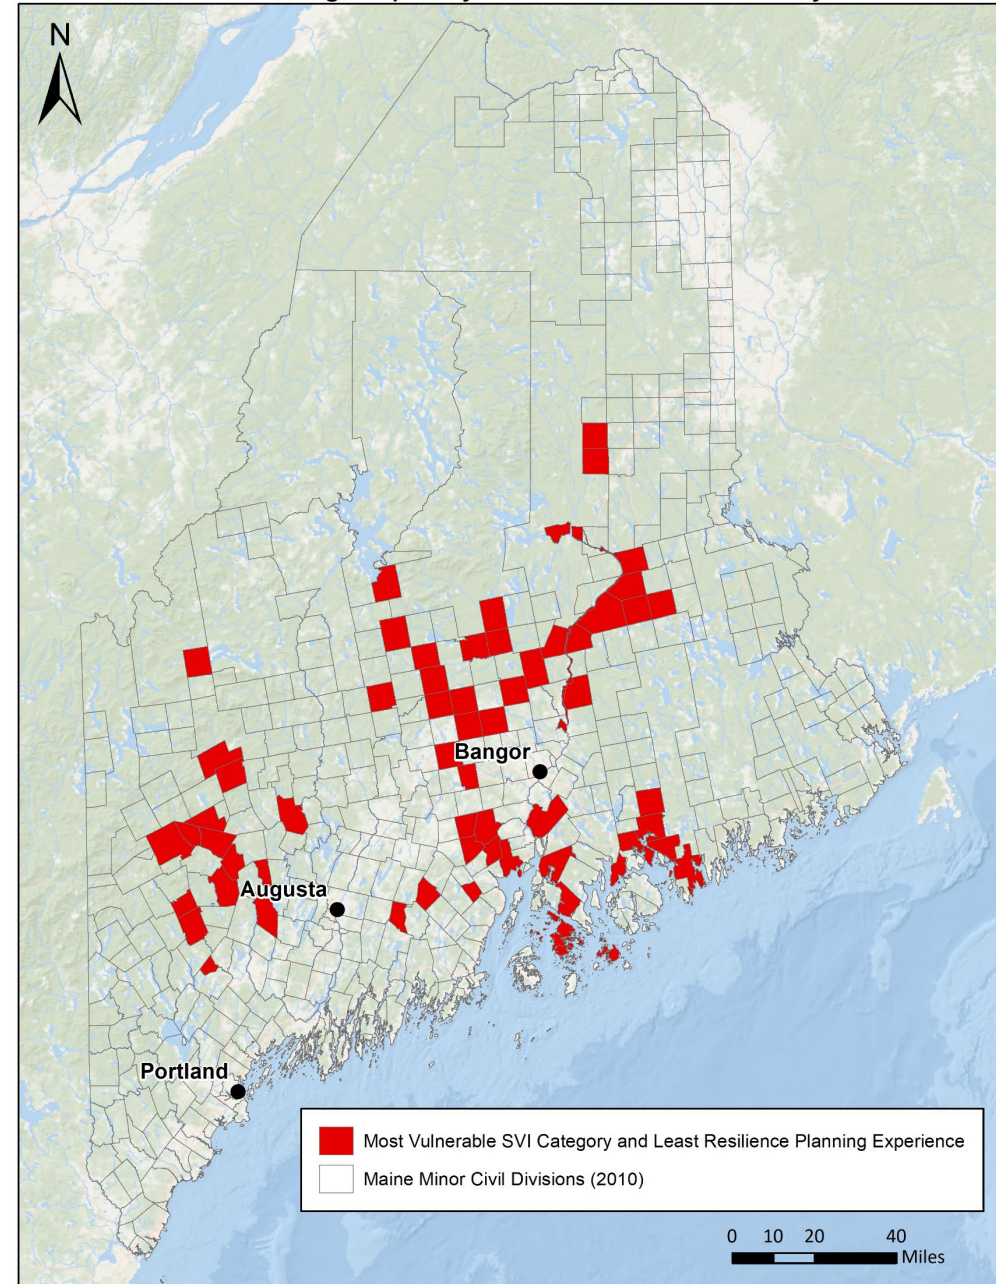 N
Bangor
Augusta
Portland
Most Vulnerable SVI Category and Least Resilience Planning Experience
Maine Minor Civil Divisions (2010)
0 10 20 40
Miles